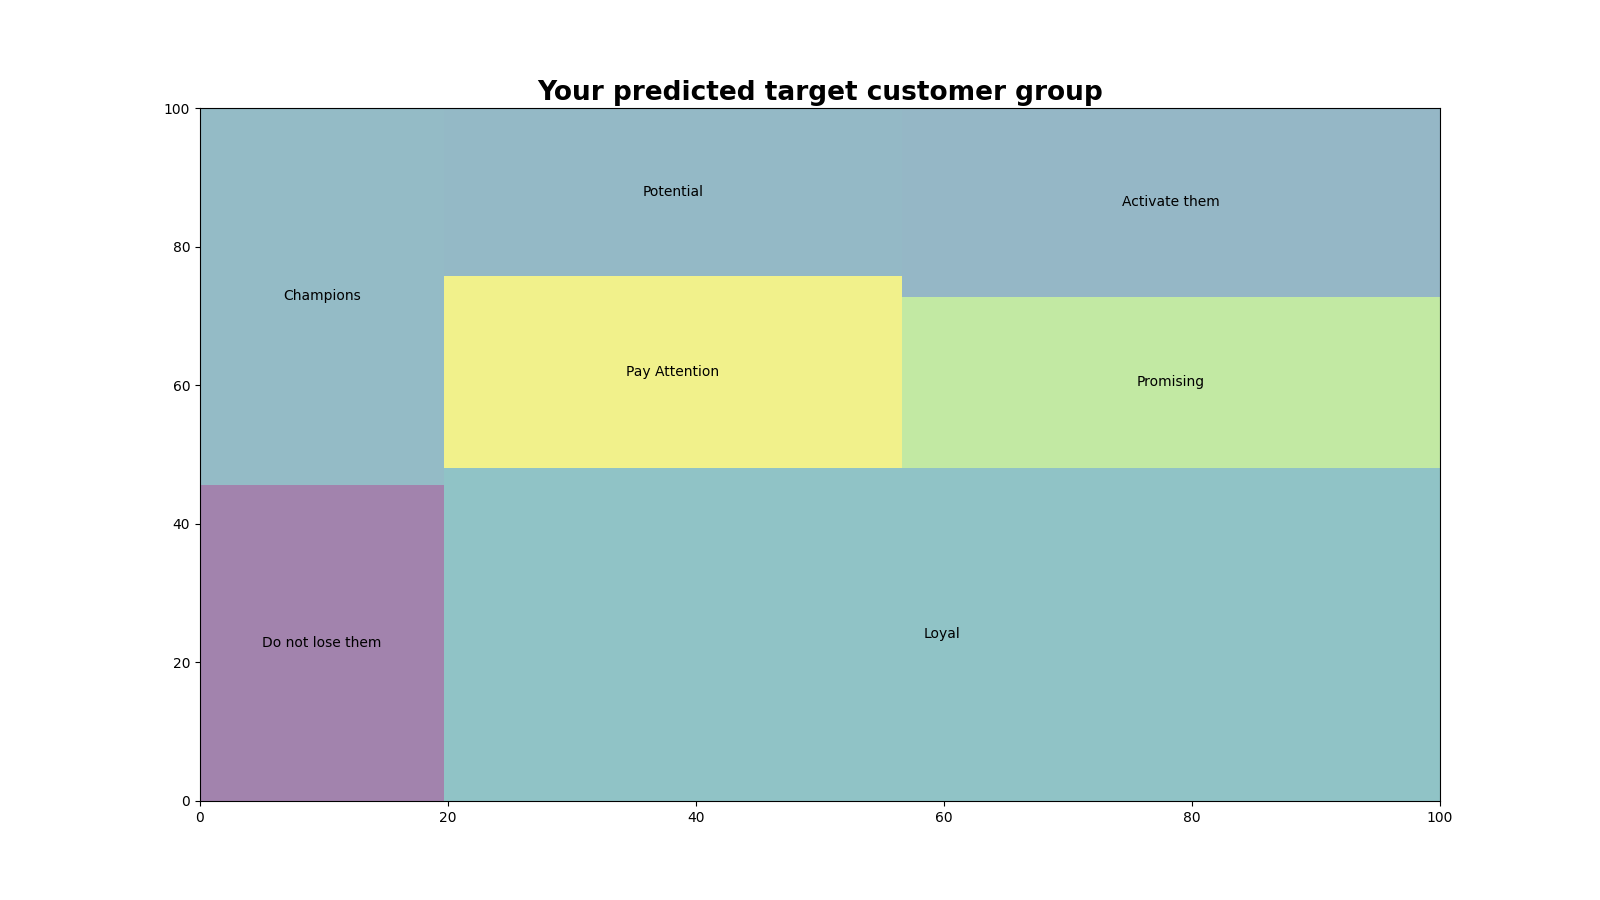 Your predicted target customer group
100
80
60
40
20
0
Potential
Activate them
Champions
Pay Attention
Promising
Do not lose them
Loyal
0 20 40 60 80 100